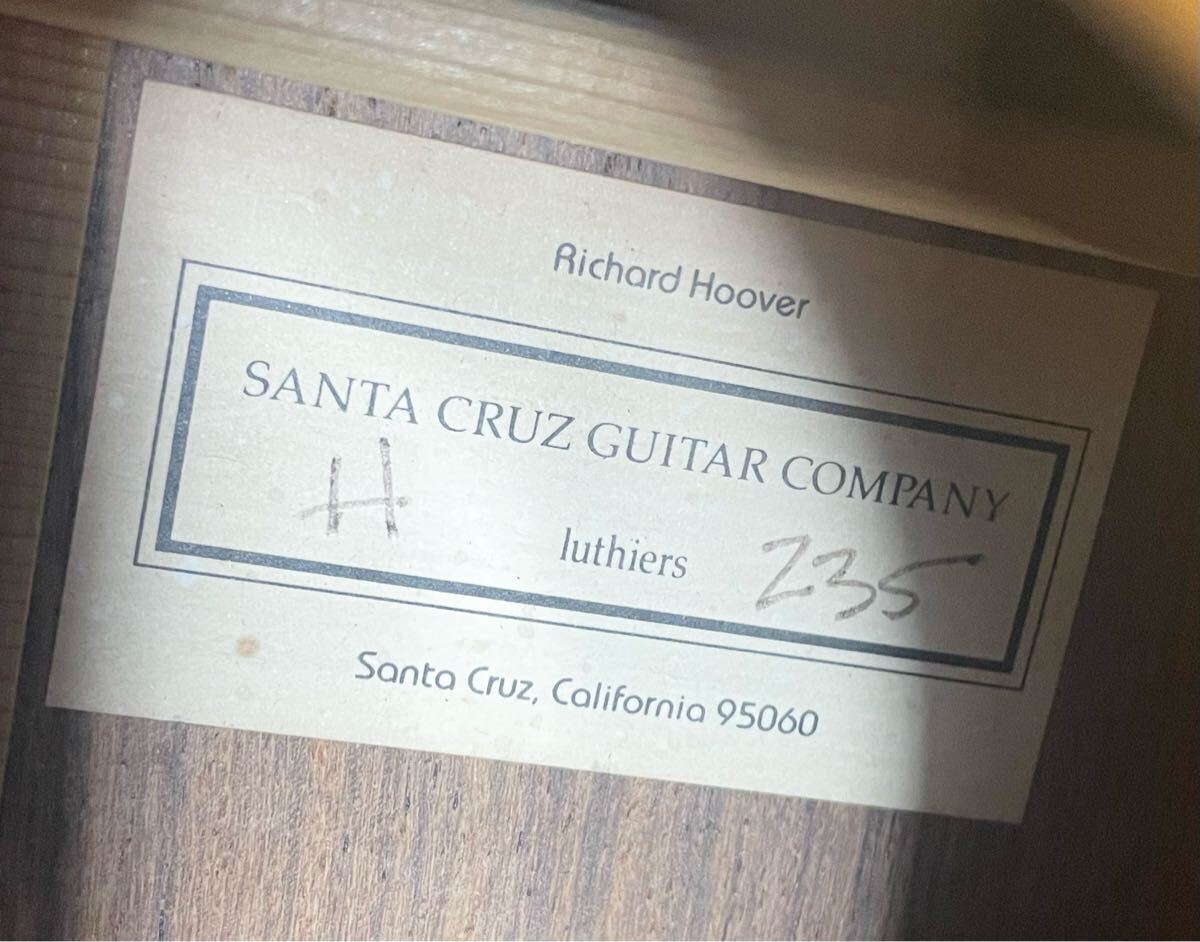 Richard Hoover
SANTA CRUZ GUITAR COMPANY
H luthiers 235
Santa Cruz, California 95060